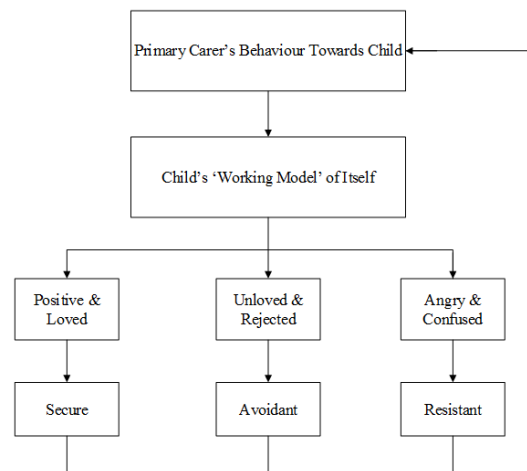 Primary Carer's Behaviour Towards Child
Child's ‘Working Model’ of Itself
Positive &
Loved
Unloved &
Rejected
Angry &
Confused
Secure
Avoidant
Resistant